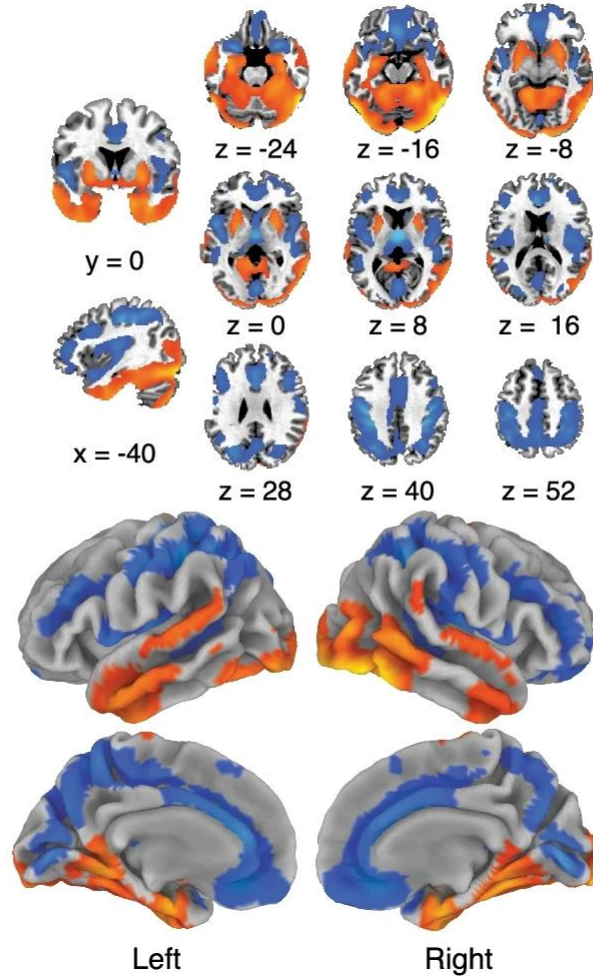 z = -24
z = -16
z = -8
y = 0
z = 0
z = 8
z = 16
x = -40
z = 28
z = 40
z = 52
Left
Right